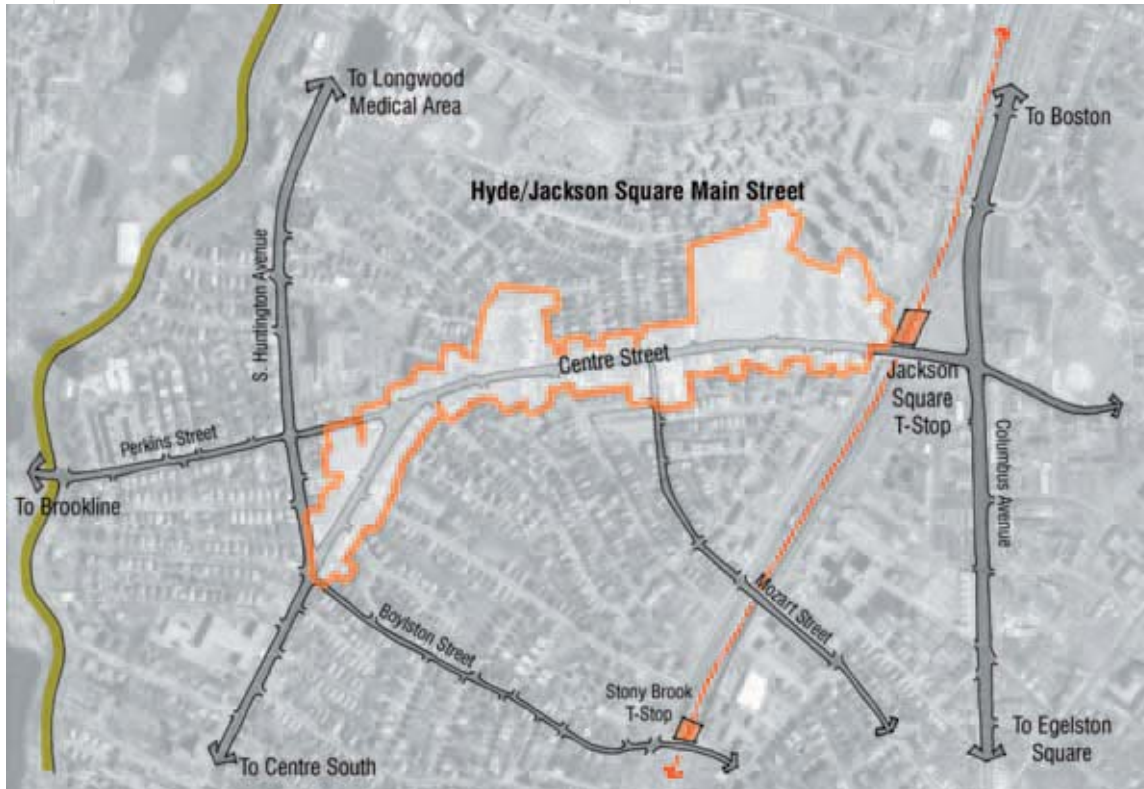 To Longwood
Medical Area
To Boston
Hyde/Jackson Square Main Street
S. Huntington Avenue
Centre Street
Jackson
Square
T-Stop
Perkins Street
Columbus Avenue
To Brookline
Mozart Street
Boylston Street
Stony Brook
T-Stop
To Egelston
Square
To Centre South